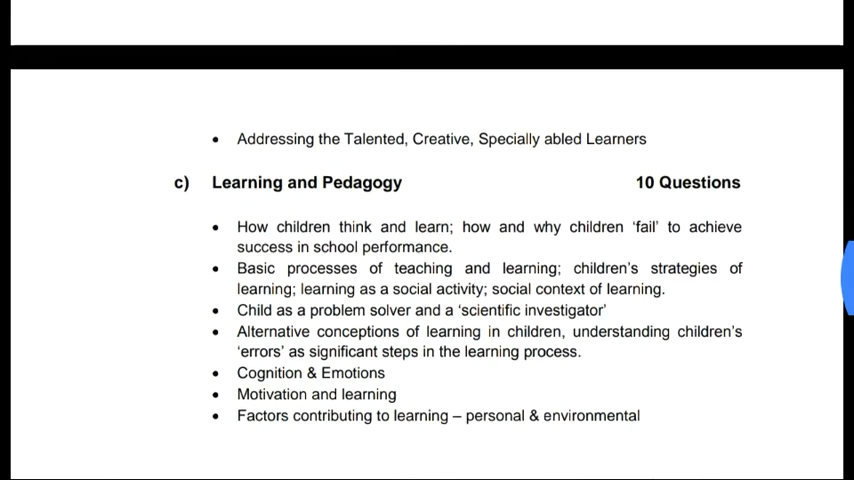 • Addressing the Talented, Creative, Specially abled Learners
c) Learning and Pedagogy 10 Questions
• How children think and learn; how and why children ‘fail’ to achieve
success in school performance.
• Basic processes of teaching and learning; children’s strategies of
learning; learning as a social activity; social context of learning.
• Child as a problem solver and a ‘scientific investigator’
• Alternative conceptions of learning in children, understanding children’s
‘errors’ as significant steps in the learning process.
• Cognition & Emotions
• Motivation and learning
• Factors contributing to learning – personal & environmental